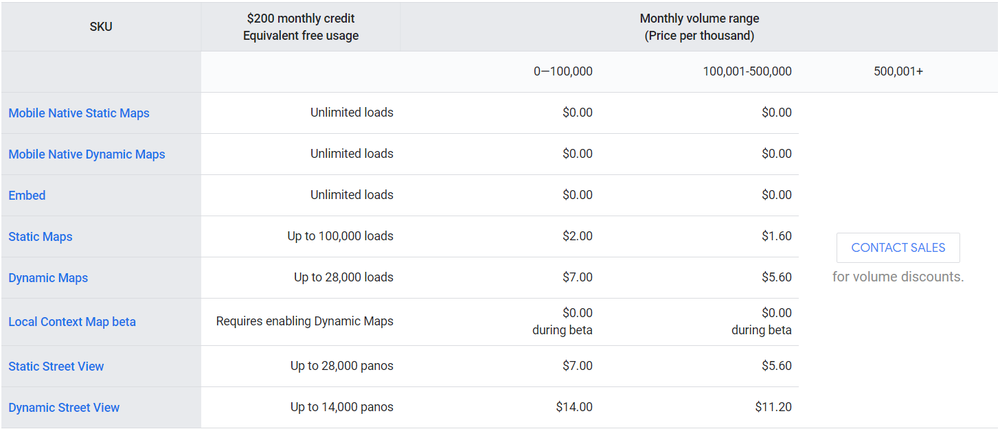 SKU
$200 monthly credit
Equivalent free usage
Monthly volume range
(Price per thousand)
0—100,000 100,001-500,000 500,001+
Mobile Native Static Maps Unlimited loads $0.00 $0.00
Mobile Native Dynamic Maps Unlimited loads $0.00 $0.00
Embed Unlimited loads $0.00 $0.00
Static Maps Up to 100,000 loads $2.00 $1.60
Dynamic Maps Up to 28,000 loads $7.00 $5.60
Local Context Map beta Requires enabling Dynamic Maps $0.00 $0.00
during beta during beta
Static Street View Up to 28,000 panos $7.00 $5.60
Dynamic Street View Up to 14,000 panos $14.00 $11.20
CONTACT SALES
for volume discounts.